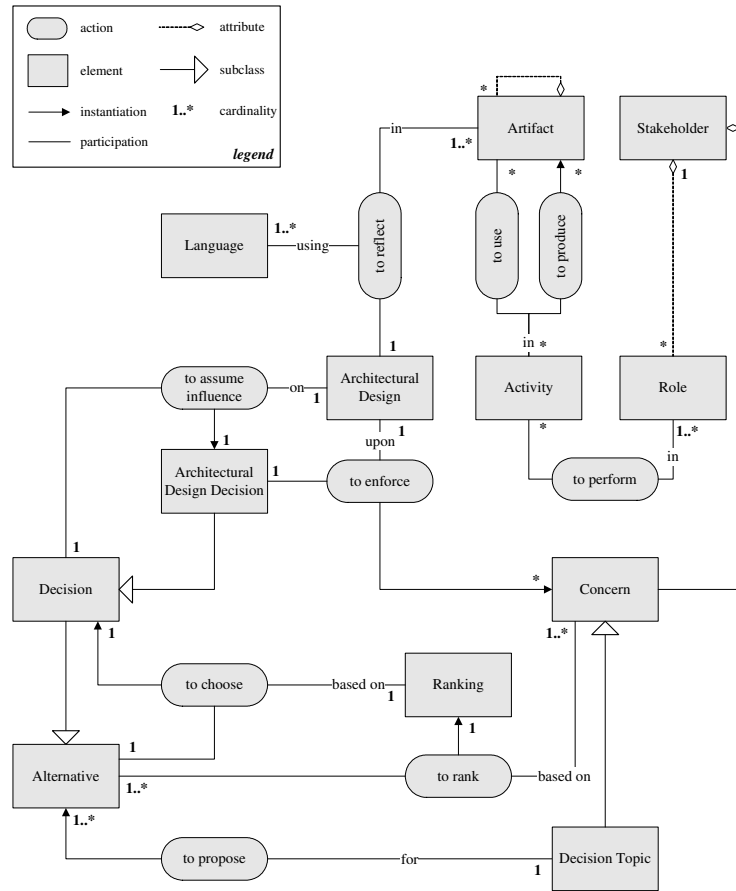 action
attribute
element
subclass
instantiation
1..*
cardinality
participation
legend
*
in
1..*
Artifact
Stakeholder
*
*
1
Language
1..*
using
to reflect
to use
to produce
in
*
*
1
to assume
influence
on
1
Architectural
Design
Activity
Role
1
upon
1
*
1..*
Architectural
Design Decision
1
to enforce
to perform
in
1
Decision
*
Concern
1
1..*
to choose
based on
1
Ranking
1
1
Alternative
1..*
to rank
based on
1..*
to propose
for
1
Decision Topic